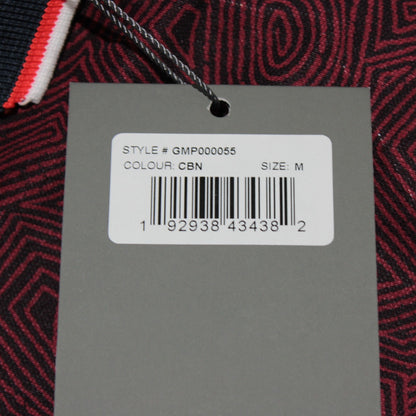 STYLE # GMP000055
COLOUR: CBN SIZE: M
1 92938 43438 2